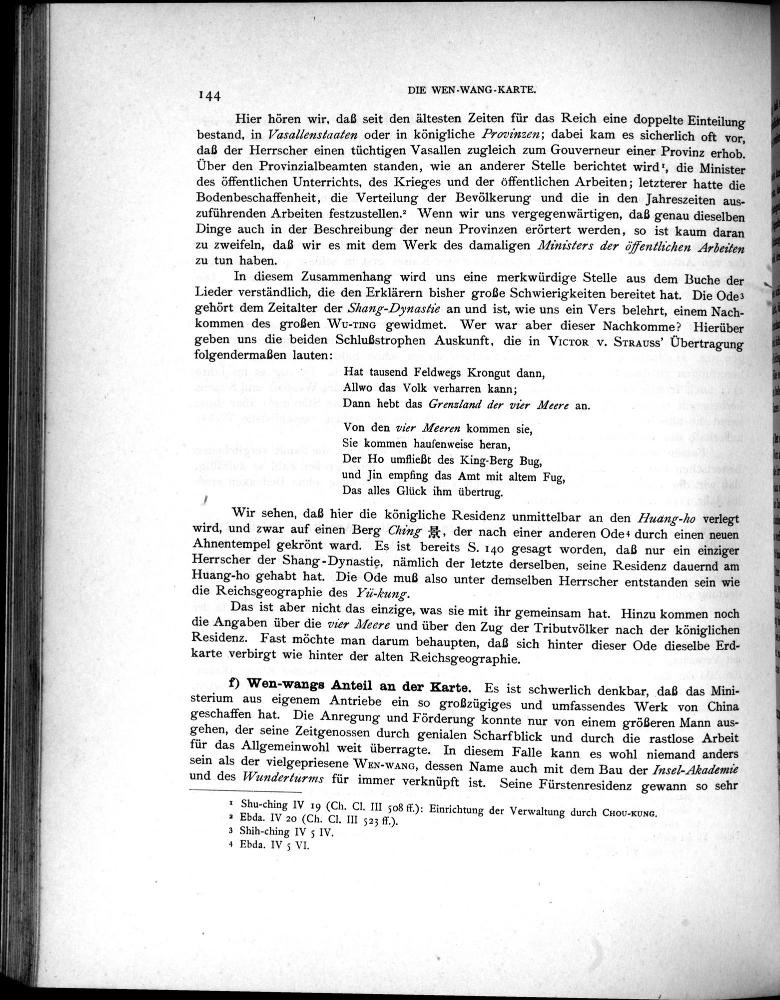 144
DIE WEN-WANG-KARTE.
Hier hören wir, daß seit den ältesten Zeiten für das Reich eine doppelte Einteilung
bestand, in Vasallenstaaten oder in königliche Provinzen; dabei kam es sicherlich oft vor,
daß der Herrscher einen tüchtigen Vasallen zugleich zum Gouverneur einer Provinz erhob.
Über den Provinzialbeamten standen, wie an anderer Stelle berichtet wird¹, die Minister
des öffentlichen Unterrichts, des Krieges und der öffentlichen Arbeiten; letzterer hatte die
Bodenbeschaffenheit, die Verteilung der Bevölkerung und die in den Jahreszeiten aus-
zuführenden Arbeiten festzustellen.² Wenn wir uns vergegenwärtigen, daß genau dieselben
Dinge auch in der Beschreibung der neun Provinzen erörtert werden, so ist kaum daran
zu zweifeln, daß wir es mit dem Werk des damaligen Ministers der öffentlichen Arbeiten
zu tun haben.
In diesem Zusammenhang wird uns eine merkwürdige Stelle aus dem Buche der
Lieder verständlich, die den Erklärern bisher große Schwierigkeiten bereitet hat. Die Ode³
gehört dem Zeitalter der Shang-Dynastie an und ist, wie uns ein Vers belehrt, einem Nach-
kommen des großen WU-TING gewidmet. Wer war aber dieser Nachkomme? Hierüber
geben uns die beiden Schlußstrophen Auskunft, die in VICTOR V. STRAUSS' Übertragung
folgendermaßen lauten:
Hat tausend Feldwegs Krongut dann,
Allwo das Volk verharren kann;
Dann hebt das Grenzland der vier Meere an.
Von den vier Meeren kommen sie,
Sie kommen haufenweise heran,
Der Ho umfließt des King-Berg Bug,
und Jin empfing das Amt mit altem Fug,
Das alles Glück ihm übertrug.
Wir sehen, daß hier die königliche Residenz unmittelbar an den Huang-ho verlegt
wird, und zwar auf einen Berg Ching 景, der nach einer anderen Ode⁴ durch einen neuen
Ahnentempel gekrönt ward. Es ist bereits S. 140 gesagt worden, daß nur ein einziger
Herrscher der Shang-Dynastie, nämlich der letzte derselben, seine Residenz dauernd am
Huang-ho gehabt hat. Die Ode muß also unter demselben Herrscher entstanden sein wie
die Reichsgeographie des Yü-kung.
Das ist aber nicht das einzige, was sie mit ihr gemeinsam hat. Hinzu kommen noch
die Angaben über die vier Meere und über den Zug der Tributvölker nach der königlichen
Residenz. Fast möchte man darum behaupten, daß sich hinter dieser Ode dieselbe Erd-
karte verbirgt wie hinter der alten Reichsgeographie.
f) Wen-wangs Anteil an der Karte. Es ist schwerlich denkbar, daß das Mini-
sterium aus eigenem Antriebe ein so großzügiges und umfassendes Werk von China
geschaffen hat. Die Anregung und Förderung konnte nur von einem größeren Mann aus-
gehen, der seine Zeitgenossen durch genialen Scharfblick und durch die rastlose Arbeit
für das Allgemeinwohl weit überragte. In diesem Falle kann es wohl niemand anders
sein als der vielgepriesene WEN-WANG, dessen Name auch mit dem Bau der Insel-Akademie
und des Wunderturms für immer verknüpft ist. Seine Fürstenresidenz gewann so sehr
¹ Shu-ching IV 19 (Ch. Cl. III 508 ff.): Einrichtung der Verwaltung durch CHOU-KUNG.
² Ebda. IV 20 (Ch. Cl. III 523 ff.).
³ Shih-ching IV 5 IV.
⁴ Ebda. IV 5 VI.